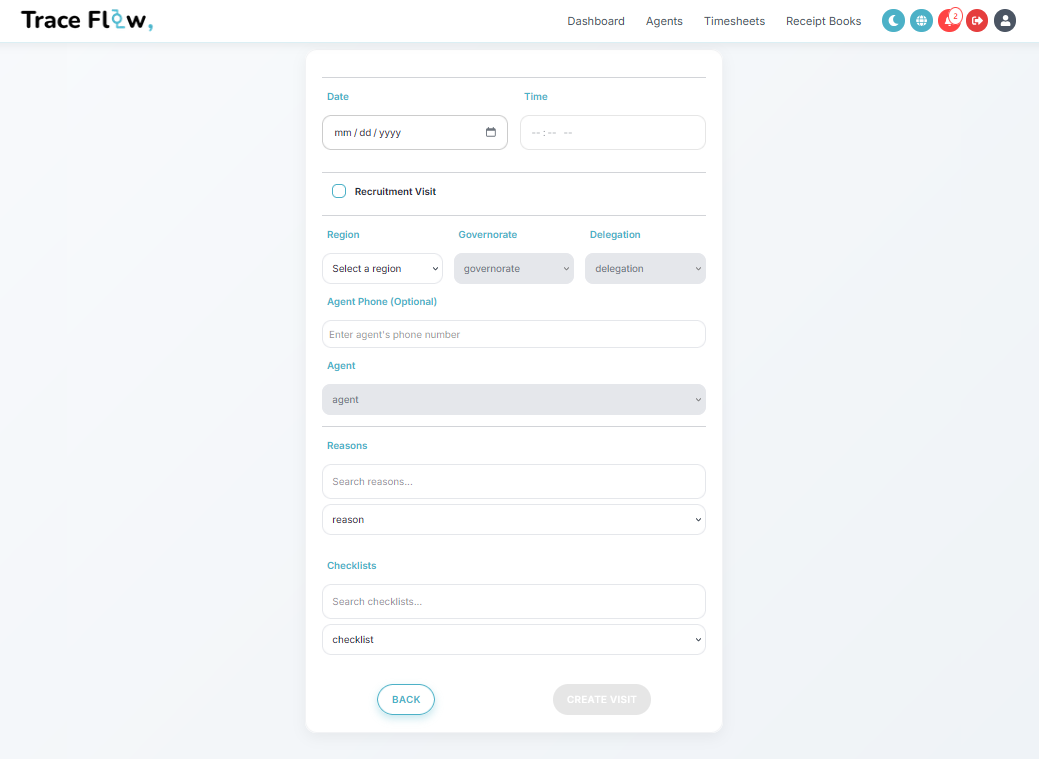 Trace Flow,
Dashboard Agents Timesheets Receipt Books 2
Date Time
mm / dd / yyyy -- : -- --
Recruitment Visit
Region Governorate Delegation
Select a region governorate delegation
Agent Phone (Optional)
Enter agent's phone number
Agent
agent
Reasons
Search reasons...
reason
Checklists
Search checklists...
checklist
BACK CREATE VISIT